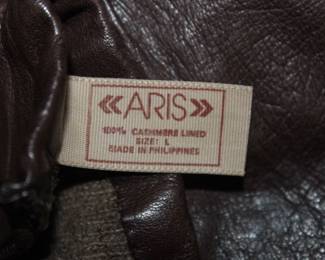 «ARIS»
100% CASHMERE LINED
SIZE: L
MADE IN PHILIPPINES